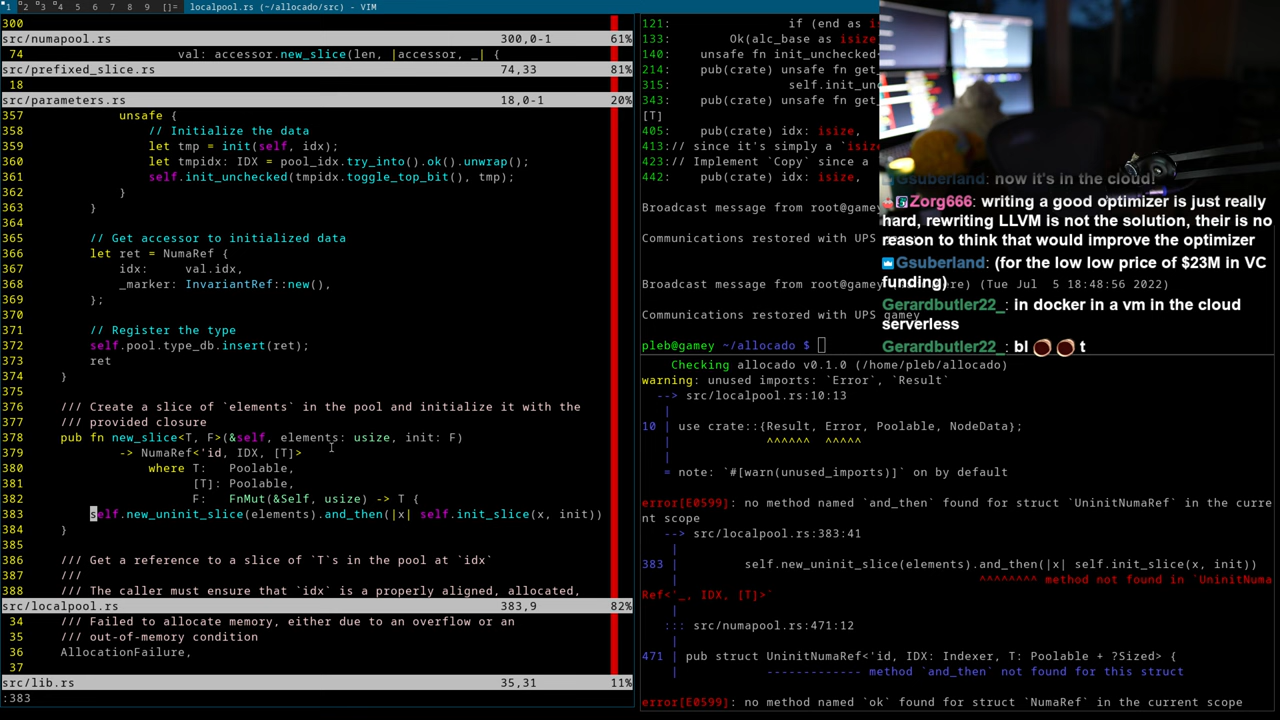 1 2 3 4 5 6 7 8 9 []= localpool.rs (~/allocado/src) - VIM
300
src/numapool.rs 300,0-1 61%
74 val: accessor.new_slice(len, |accessor, _| {
src/prefixed_slice.rs 74,33 81%
18
src/parameters.rs 18,0-1 20%
357 unsafe {
358 // Initialize the data
359 let tmp = init(self, idx);
360 let tmpidx: IDX = pool_idx.try_into().ok().unwrap();
361 self.init_unchecked(tmpidx.toggle_top_bit(), tmp);
362 }
363 }
364
365 // Get accessor to initialized data
366 let ret = NumaRef {
367 idx: val.idx,
368 _marker: InvariantRef::new(),
369 };
370
371 // Register the type
372 self.pool.type_db.insert(ret);
373 ret
374 }
375
376 /// Create a slice of `elements` in the pool and initialize it with the
377 /// provided closure
378 pub fn new_slice<T, F>(&self, elements: usize, init: F)
379 -> NumaRef<'id, IDX, [T]>
380 where T: Poolable,
381 [T]: Poolable,
382 F: FnMut(&Self, usize) -> T {
383 self.new_uninit_slice(elements).and_then(|x| self.init_slice(x, init))
384 }
385
386 /// Get a reference to a slice of `T`s in the pool at `idx`
387 ///
388 /// The caller must ensure that `idx` is a properly aligned, allocated,
src/localpool.rs 383,9 82%
34 /// Failed to allocate memory, either due to an overflow or an
35 /// out-of-memory condition
36 AllocationFailure,
37
src/lib.rs 35,31 11%
:383
121: if (end as i
133: Ok(alc_base as isize
140: unsafe fn init_unchecked
214: pub(crate) unsafe fn get_
315: self.init_unc
343: pub(crate) unsafe fn get_
[T]
405: pub(crate) idx: isize,
413:// since it's simply a `isize
423:// Implement `Copy` since a
442: pub(crate) idx: isize,
Broadcast message from root@gamey
Communications restored with UPS
Broadcast message from root@gamey (Tue Jul 5 18:48:56 2022)
Communications restored with UPS gamey
pleb@gamey ~/allocado $
Checking allocado v0.1.0 (/home/pleb/allocado)
warning: unused imports: `Error`, `Result`
--> src/localpool.rs:10:13
|
10 | use crate::{Result, Error, Poolable, NodeData};
| ^^^^^^ ^^^^^
|
= note: `#[warn(unused_imports)]` on by default
error[E0599]: no method named `and_then` found for struct `UninitNumaRef` in the curre
nt scope
--> src/localpool.rs:383:41
|
383 | self.new_uninit_slice(elements).and_then(|x| self.init_slice(x, init))
| ^^^^^^^^ method not found in `UninitNuma
Ref<'_, IDX, [T]>`
|
::: src/numapool.rs:471:12
|
471 | pub struct UninitNumaRef<'id, IDX: Indexer, T: Poolable + ?Sized> {
| ------------- method `and_then` not found for this struct
error[E0599]: no method named `ok` found for struct `NumaRef` in the current scope
Gsuberland: now it's in the cloud!
Zorg666: writing a good optimizer is just really
hard, rewriting LLVM is not the solution, their is no
reason to think that would improve the optimizer
Gsuberland: (for the low low price of $23M in VC
funding)
Gerardbutler22_: in docker in a vm in the cloud
serverless
Gerardbutler22_: bl 🌰 🌰 t